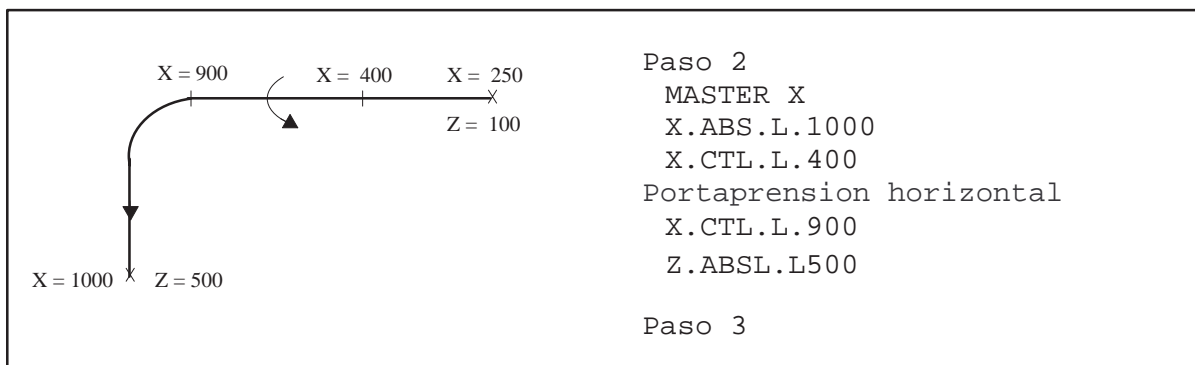 X = 900
X = 400
X = 250
Z = 100
X = 1000
Z = 500
Paso 2
MASTER X
X.ABS.L.1000
X.CTL.L.400
Portaprension horizontal
X.CTL.L.900
Z.ABSL.L500
Paso 3